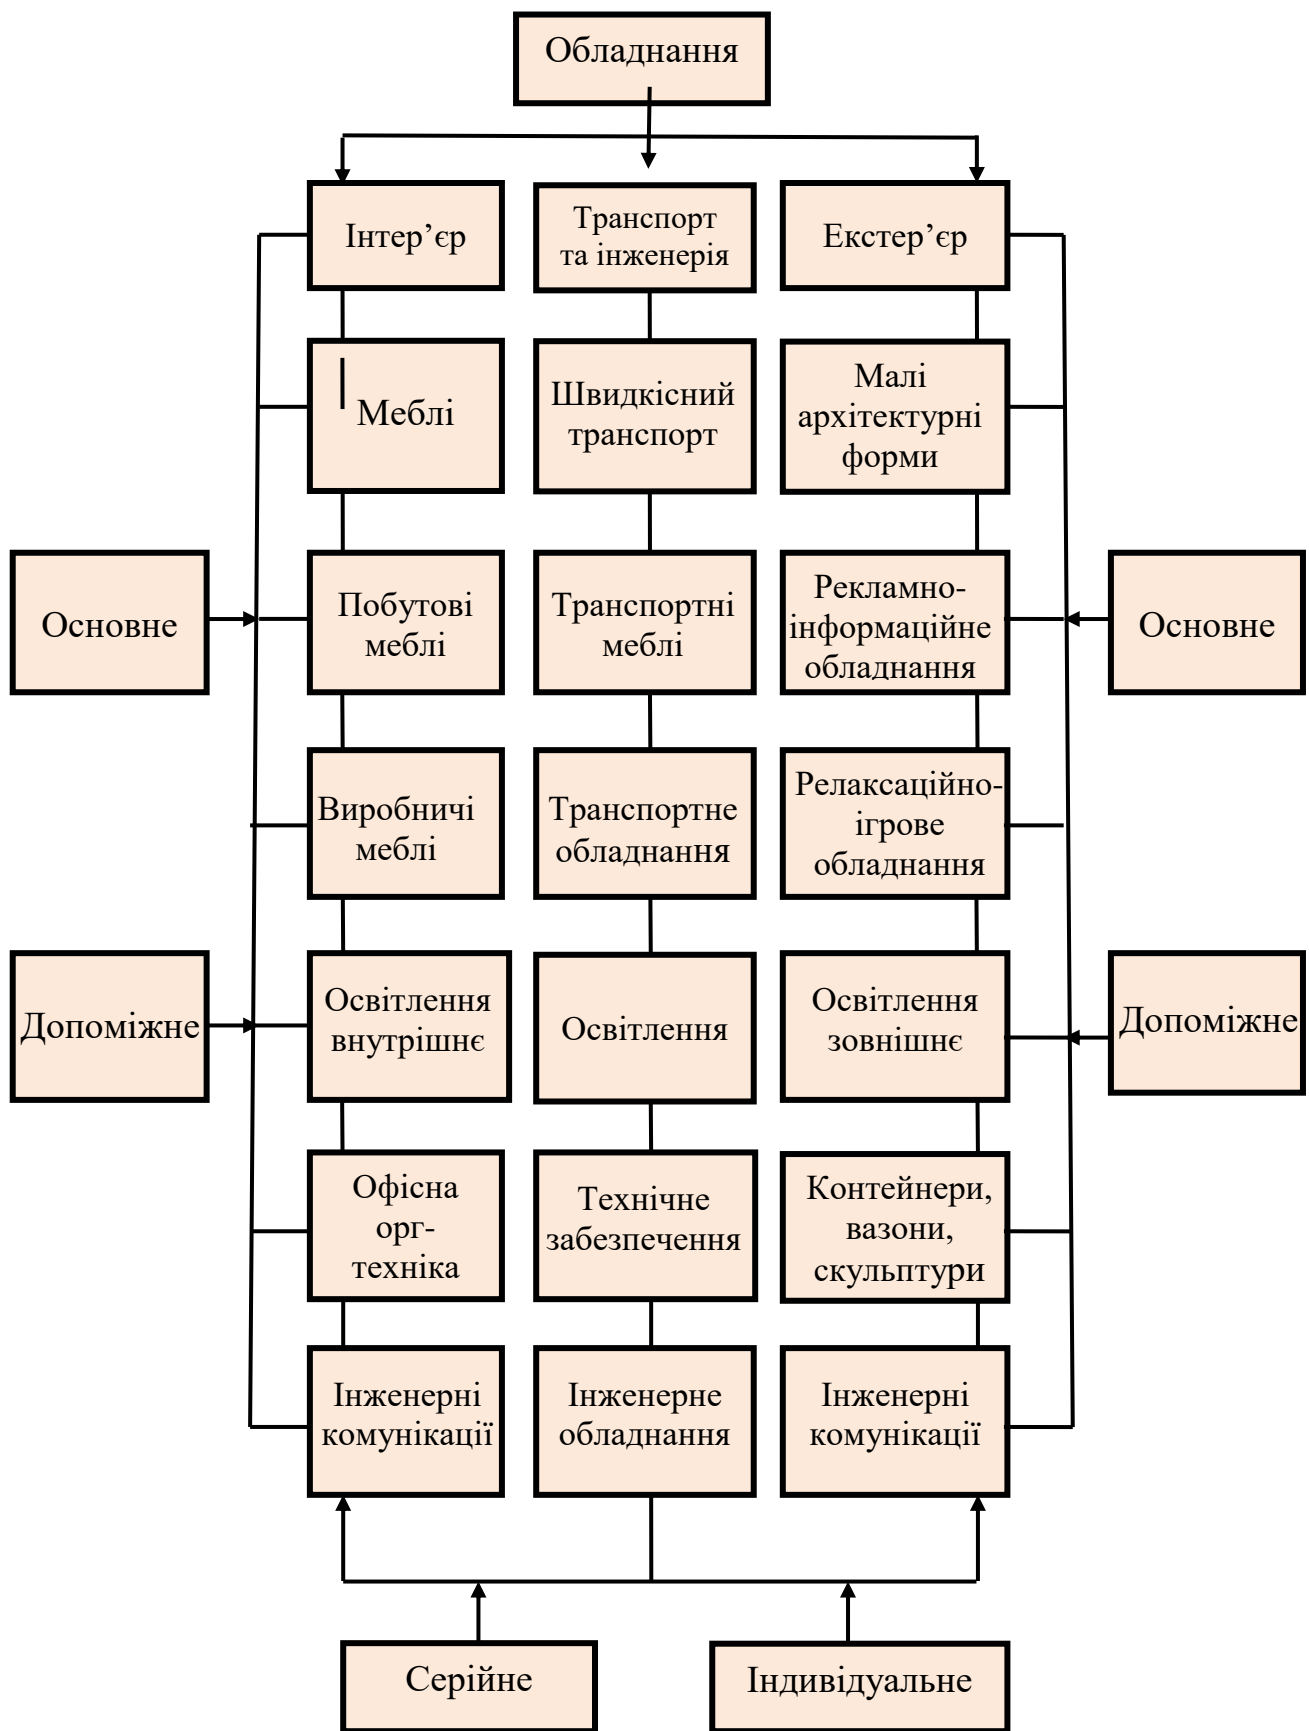 Обладнання
Інтер’єр
Транспорт
та інженерія
Екстер’єр
Меблі
Швидкісний
транспорт
Малі
архітектурні
форми
Основне
Побутові
меблі
Транспортні
меблі
Рекламно-
інформаційне
обладнання
Основне
Виробничі
меблі
Транспортне
обладнання
Релаксаційно-
ігрове
обладнання
Допоміжне
Освітлення
внутрішнє
Освітлення
Освітлення
зовнішнє
Допоміжне
Офісна
орг-
техніка
Технічне
забезпечення
Контейнери,
вазони,
скульптури
Інженерні
комунікації
Інженерне
обладнання
Інженерні
комунікації
Серійне
Індивідуальне